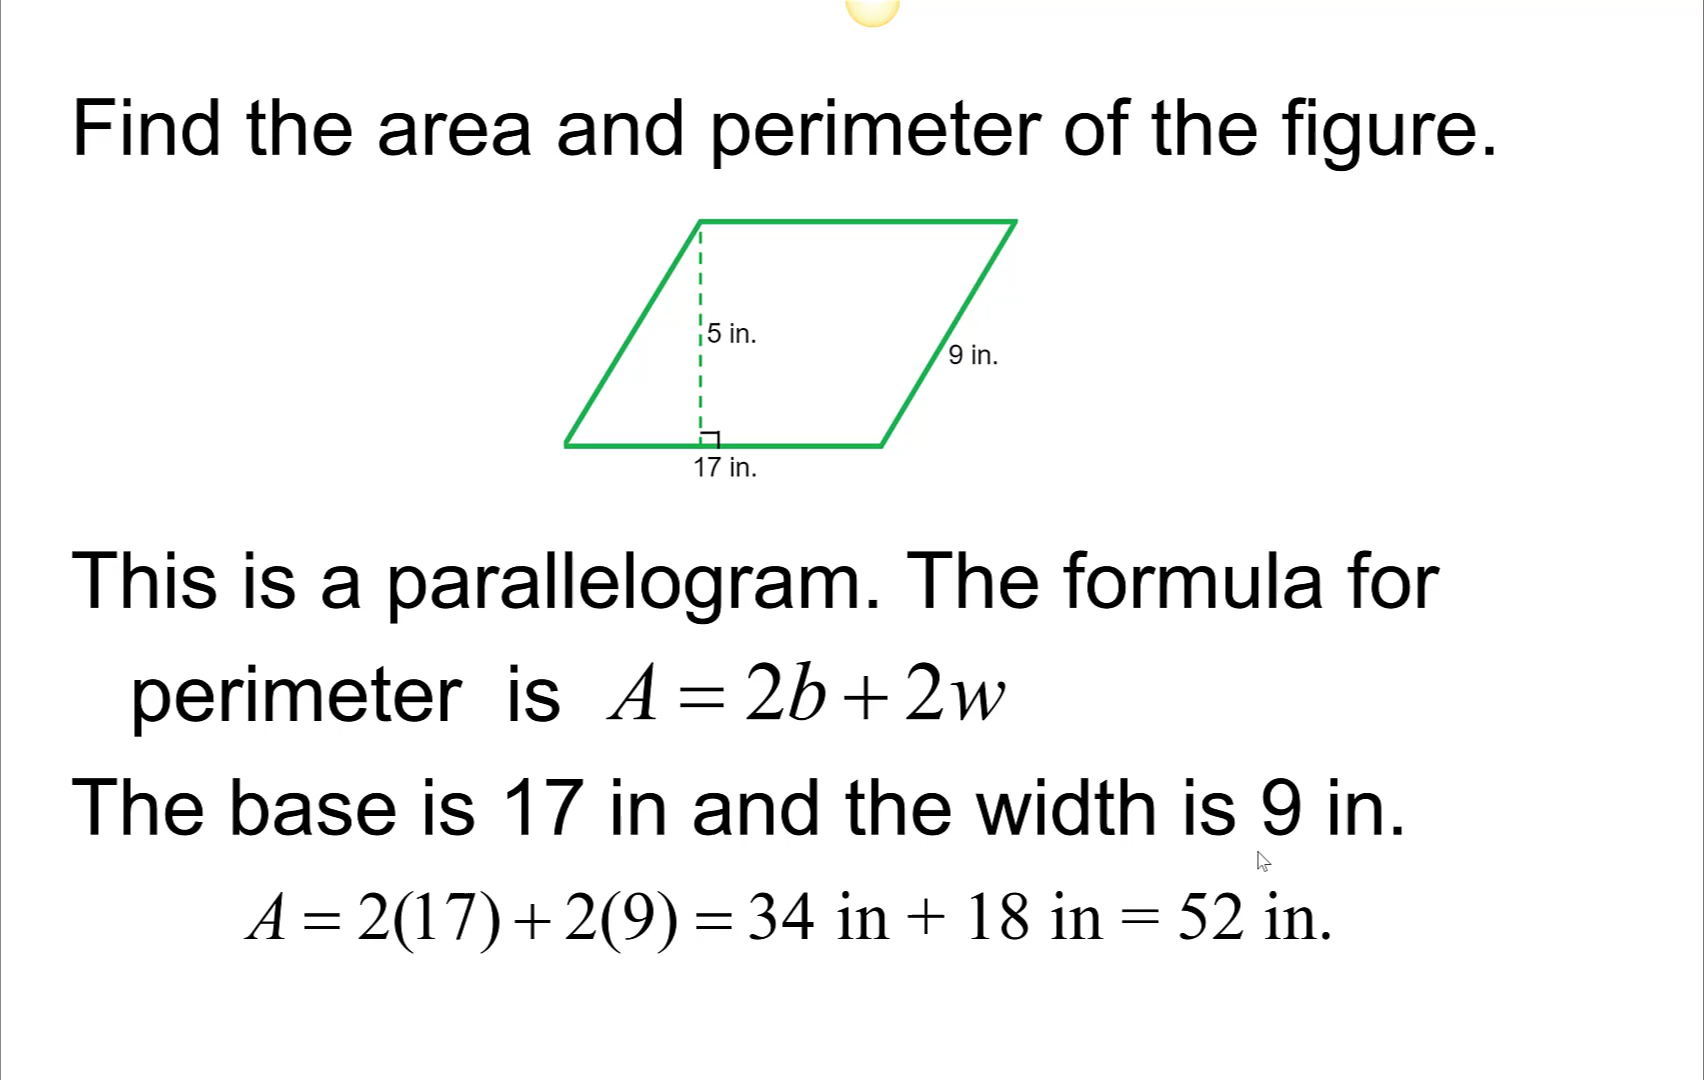 Find the area and perimeter of the figure.
5 in.
9 in.
17 in.
This is a parallelogram. The formula for
perimeter is A = 2b + 2w
The base is 17 in and the width is 9 in.
A = 2(17) + 2(9) = 34 in + 18 in = 52 in.